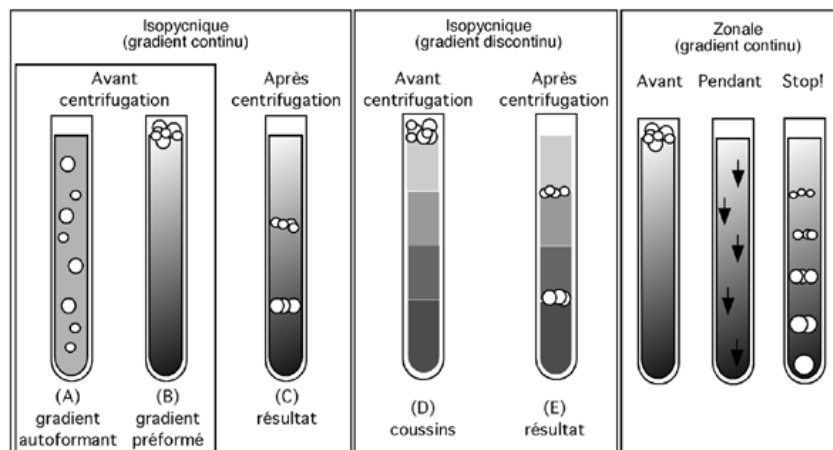 Isopycnique
(gradient continu)
Avant
centrifugation
Après
centrifugation
(A)
gradient
autoformant
(B)
gradient
préformé
(C)
résultat
Isopycnique
(gradient discontinu)
Avant
centrifugation
Après
centrifugation
(D)
coussins
(E)
résultat
Zonale
(gradient continu)
Avant
Pendant
Stop!